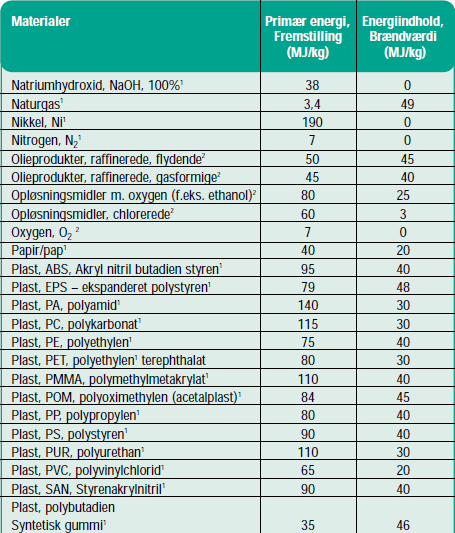 Materialer Primær energi, Energiindhold,
Fremstilling Brændværdi
(MJ/kg) (MJ/kg)
Natriumhydroxid, NaOH, 100%¹ 38 0
Naturgas¹ 3,4 49
Nikkel, Ni¹ 190 0
Nitrogen, N₂¹ 7 0
Olieprodukter, raffinerede, flydende² 50 45
Olieprodukter, raffinerede, gasformige² 45 40
Opløsningsmidler m. oxygen (f.eks. ethanol)² 80 25
Opløsningsmidler, chlorerede² 60 3
Oxygen, O₂ ² 7 0
Papir/pap¹ 40 20
Plast, ABS, Akryl nitril butadien styren¹ 95 40
Plast, EPS – ekspanderet polystyren¹ 79 48
Plast, PA, polyamid¹ 140 30
Plast, PC, polykarbonat¹ 115 30
Plast, PE, polyethylen¹ 75 40
Plast, PET, polyethylen¹ terephthalat 80 30
Plast, PMMA, polymethylmetakrylat¹ 110 40
Plast, POM, polyoximethylen (acetalplast)¹ 84 45
Plast, PP, polypropylen¹ 80 40
Plast, PS, polystyren¹ 90 40
Plast, PUR, polyurethan¹ 110 30
Plast, PVC, polyvinylchlorid¹ 65 20
Plast, SAN, Styrenakrylnitril¹ 90 40
Plast, polybutadien
Syntetisk gummi¹ 35 46